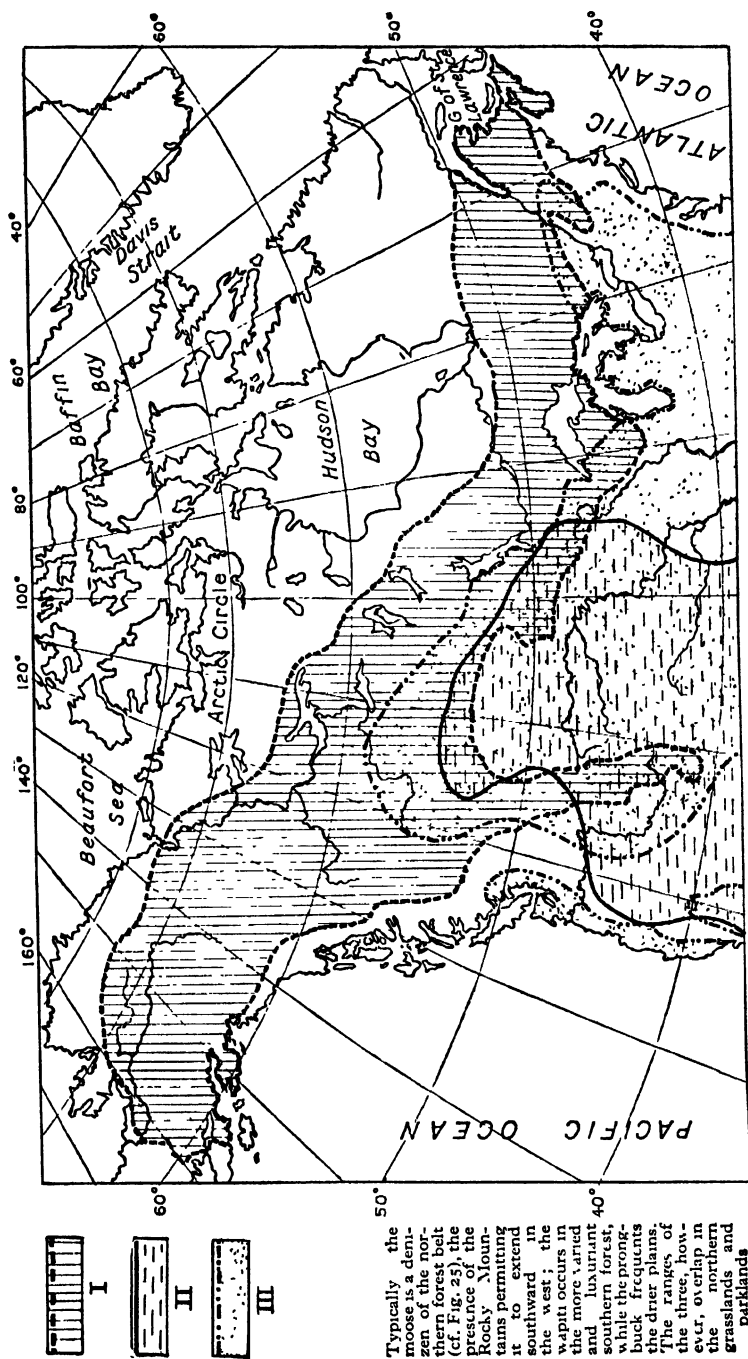 40°
60°
80°
100°
120°
140°
160°
60°
50°
40°
60°
50°
40°
Davis
Strait
Baffin
Bay
Hudson
Bay
Arctic Circle
Beaufort
Sea
G of St
Lawrence
ATLANTIC
OCEAN
PACIFIC OCEAN
I
II
III
Typically the
moose is a deni-
zen of the nor-
thern forest belt
(cf. Fig. 25), the
presence of the
Rocky Moun-
tains permitting
it to extend
southward in
the west; the
wapiti occurs in
the more varied
and luxuriant
southern forest,
while the prong-
buck frequents
the drier plains.
The ranges of
the three, how-
ever, overlap in
the northern
grasslands and
Parklands